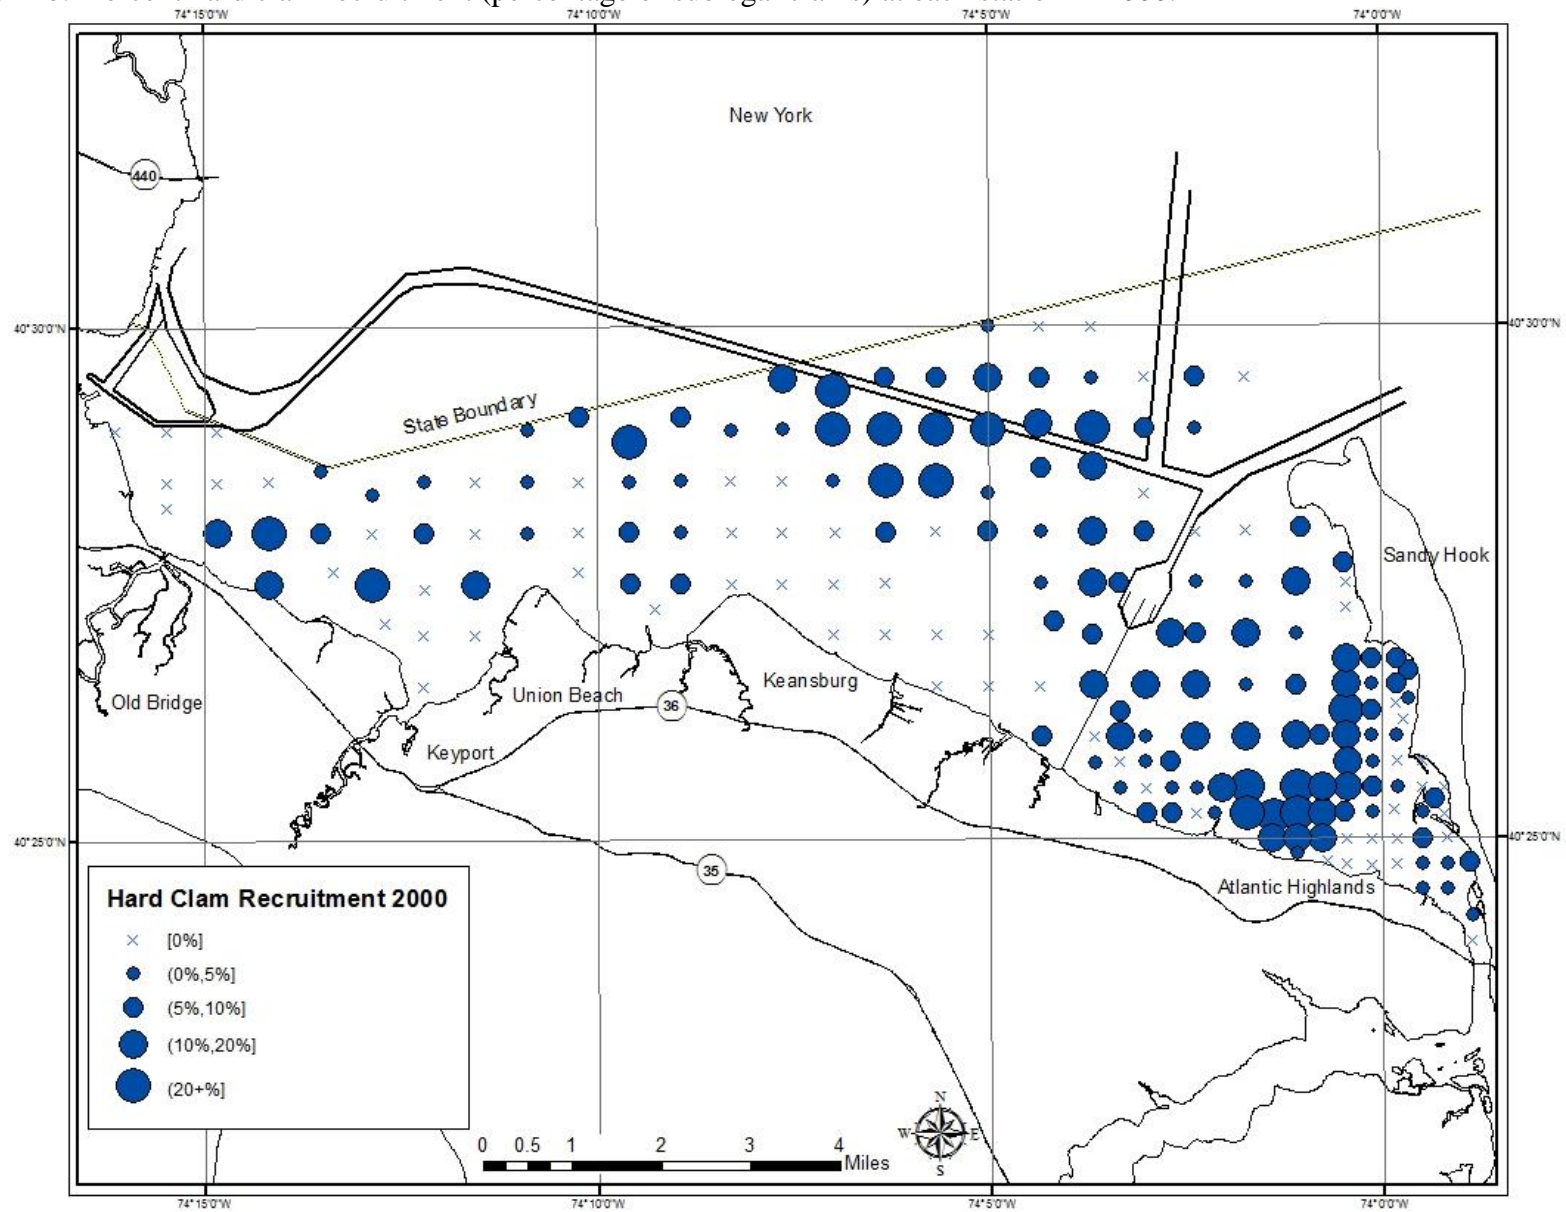 74°15'0"W
74°10'0"W
74°5'0"W
74°0'0"W
New York
440
40°30'0"N
40°30'0"N
State Boundary
Sandy Hook
Old Bridge
Union Beach
Keansburg
36
Keyport
40°25'0"N
40°25'0"N
35
Atlantic Highlands
Hard Clam Recruitment 2000
[0%]
(0%,5%]
(5%,10%]
(10%,20%]
(20+%]
N
W
E
S
0 0.5 1 2 3 4
Miles
74°15'0"W
74°10'0"W
74°5'0"W
74°0'0"W